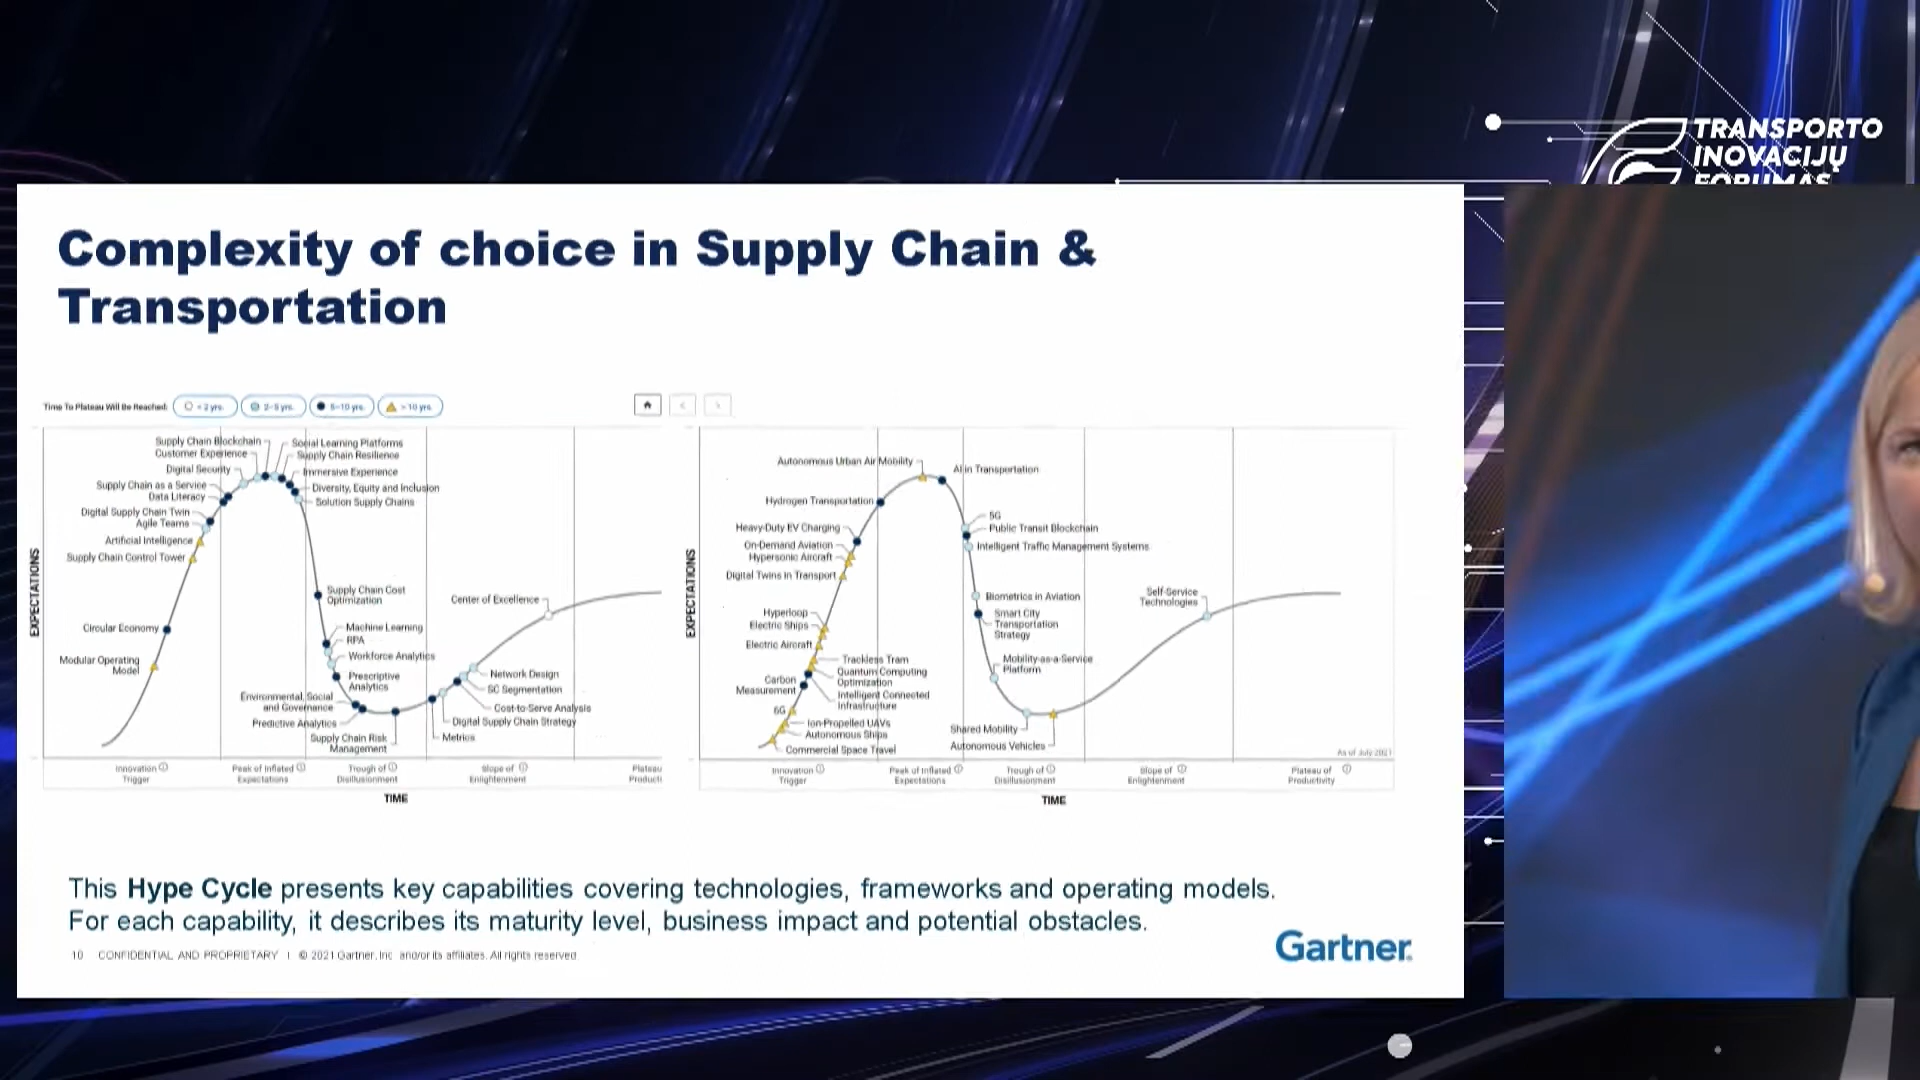 TRANSPORTO
INOVACIJŲ
FORUMAS
Complexity of choice in Supply Chain &
Transportation
Time To Plateau Will Be Reached:
< 2 yrs.
2–5 yrs.
5–10 yrs.
> 10 yrs.
EXPECTATIONS
Supply Chain Blockchain
Customer Experience
Digital Security
Supply Chain as a Service
Data Literacy
Digital Supply Chain Twin
Agile Teams
Artificial Intelligence
Supply Chain Control Tower
Circular Economy
Modular Operating
Model
Social Learning Platforms
Supply Chain Resilience
Immersive Experience
Diversity, Equity and Inclusion
Solution Supply Chains
Supply Chain Cost
Optimization
Machine Learning
RPA
Workforce Analytics
Prescriptive
Analytics
Environmental, Social
and Governance
Predictive Analytics
Supply Chain Risk
Management
Center of Excellence
Network Design
SC Segmentation
Cost-to-Serve Analysis
Digital Supply Chain Strategy
Metrics
Innovation
Trigger
Peak of Inflated
Expectations
Trough of
Disillusionment
Slope of
Enlightenment
Plateau
Producti
TIME
EXPECTATIONS
Autonomous Urban Air Mobility
Hydrogen Transportation
Heavy-Duty EV Charging
On-Demand Aviation
Hypersonic Aircraft
Digital Twins in Transport
Hyperloop
Electric Ships
Electric Aircraft
Trackless Tram
Quantum Computing
Optimization
Carbon
Measurement
Intelligent Connected
Infrastructure
6G
Ion-Propelled UAVs
Autonomous Ships
Commercial Space Travel
AI in Transportation
5G
Public Transit Blockchain
Intelligent Traffic Management Systems
Biometrics in Aviation
Smart City
Transportation
Strategy
Mobility-as-a-Service
Platform
Shared Mobility
Autonomous Vehicles
Self-Service
Technologies
As of July 2021
Innovation
Trigger
Peak of Inflated
Expectations
Trough of
Disillusionment
Slope of
Enlightenment
Plateau of
Productivity
TIME
This Hype Cycle presents key capabilities covering technologies, frameworks and operating models.
For each capability, it describes its maturity level, business impact and potential obstacles.
10 CONFIDENTIAL AND PROPRIETARY | © 2021 Gartner, Inc. and/or its affiliates. All rights reserved
Gartner.